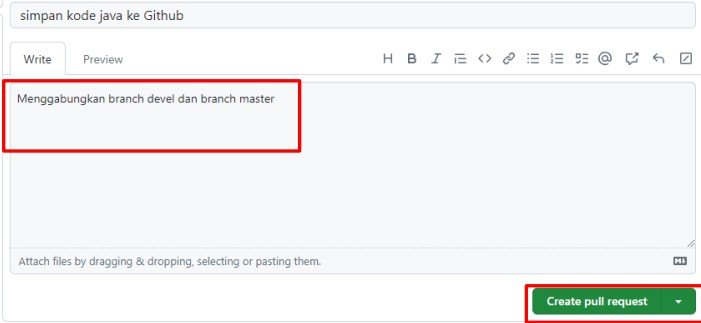 simpan kode java ke Github
Write Preview
H B I
Menggabungkan branch devel dan branch master
Attach files by dragging & dropping, selecting or pasting them.
Create pull request